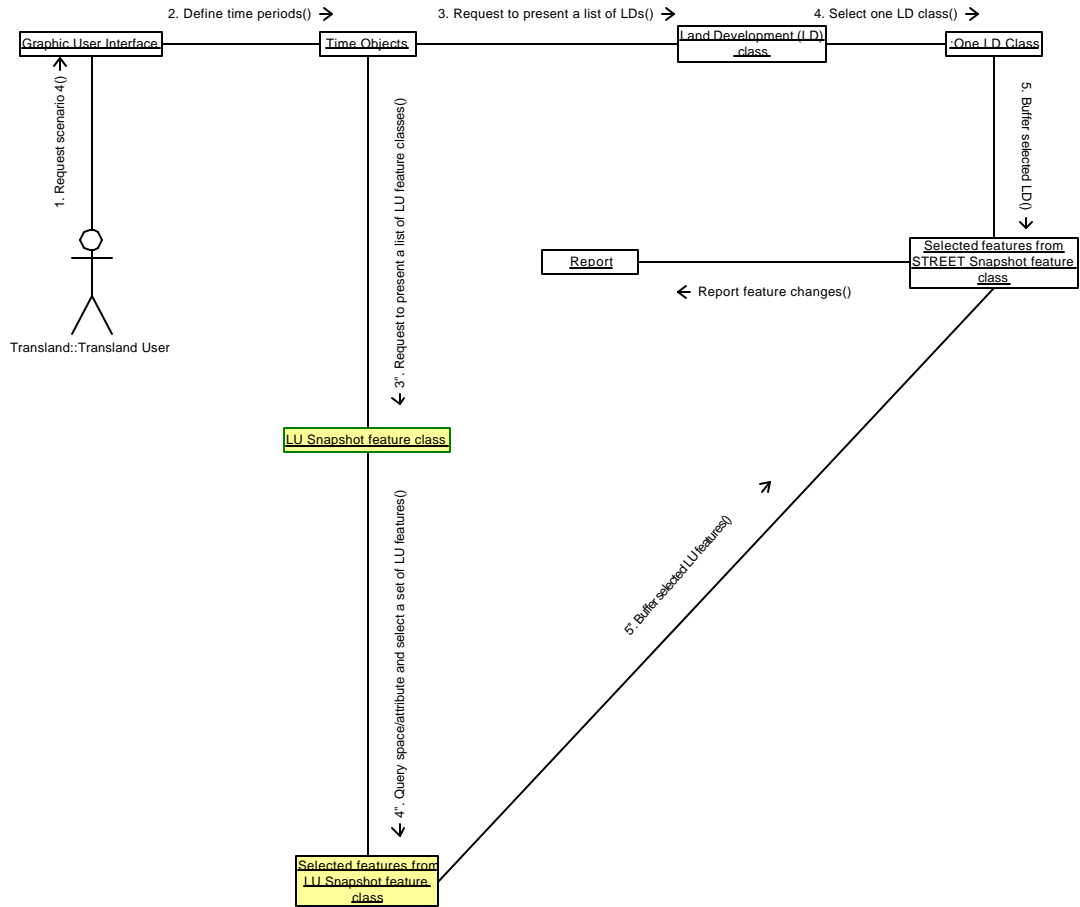 2. Define time periods()
3. Request to present a list of LDs()
4. Select one LD class()
Graphic User Interface
Time Objects
Land Development (LD)
class
:One LD Class
1. Request scenario 4()
3". Request to present a list of LU feature classes()
5. Buffer selected LD()
Transland::Transland User
Report
Selected features from
STREET Snapshot feature
class
Report feature changes()
LU Snapshot feature class
4". Query space/attribute and select a set of LU features()
5". Buffer selected LU features()
Selected features from
LU Snapshot feature
class